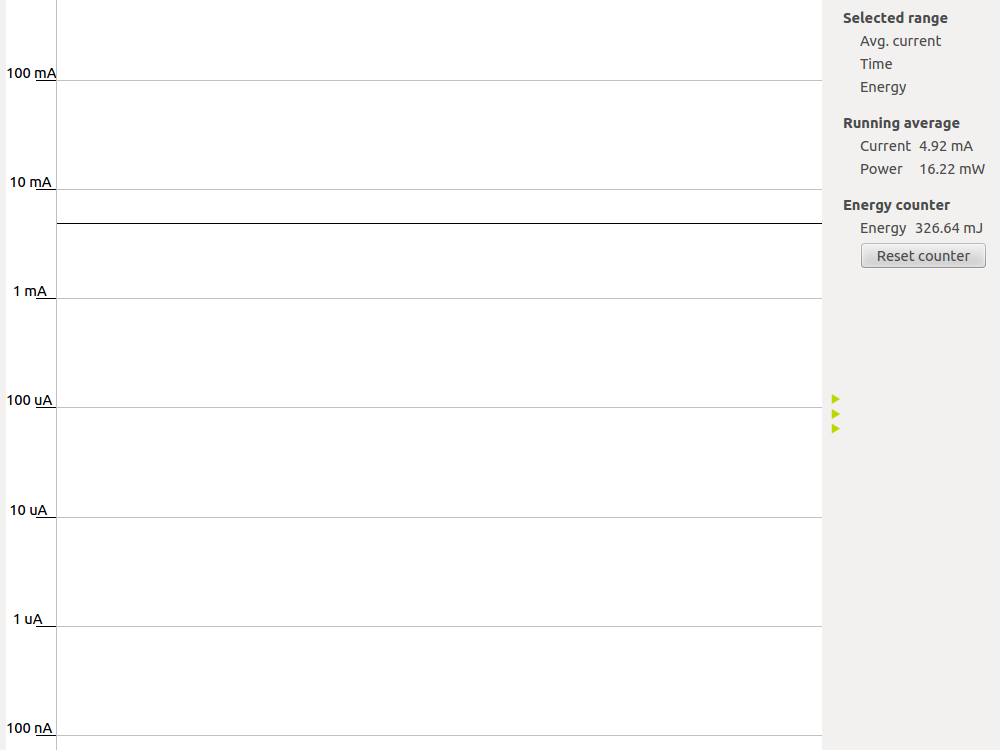 100 mA
10 mA
1 mA
100 uA
10 uA
1 uA
100 nA
Selected range
Avg. current
Time
Energy
Running average
Current 4.92 mA
Power 16.22 mW
Energy counter
Energy 326.64 mJ
Reset counter